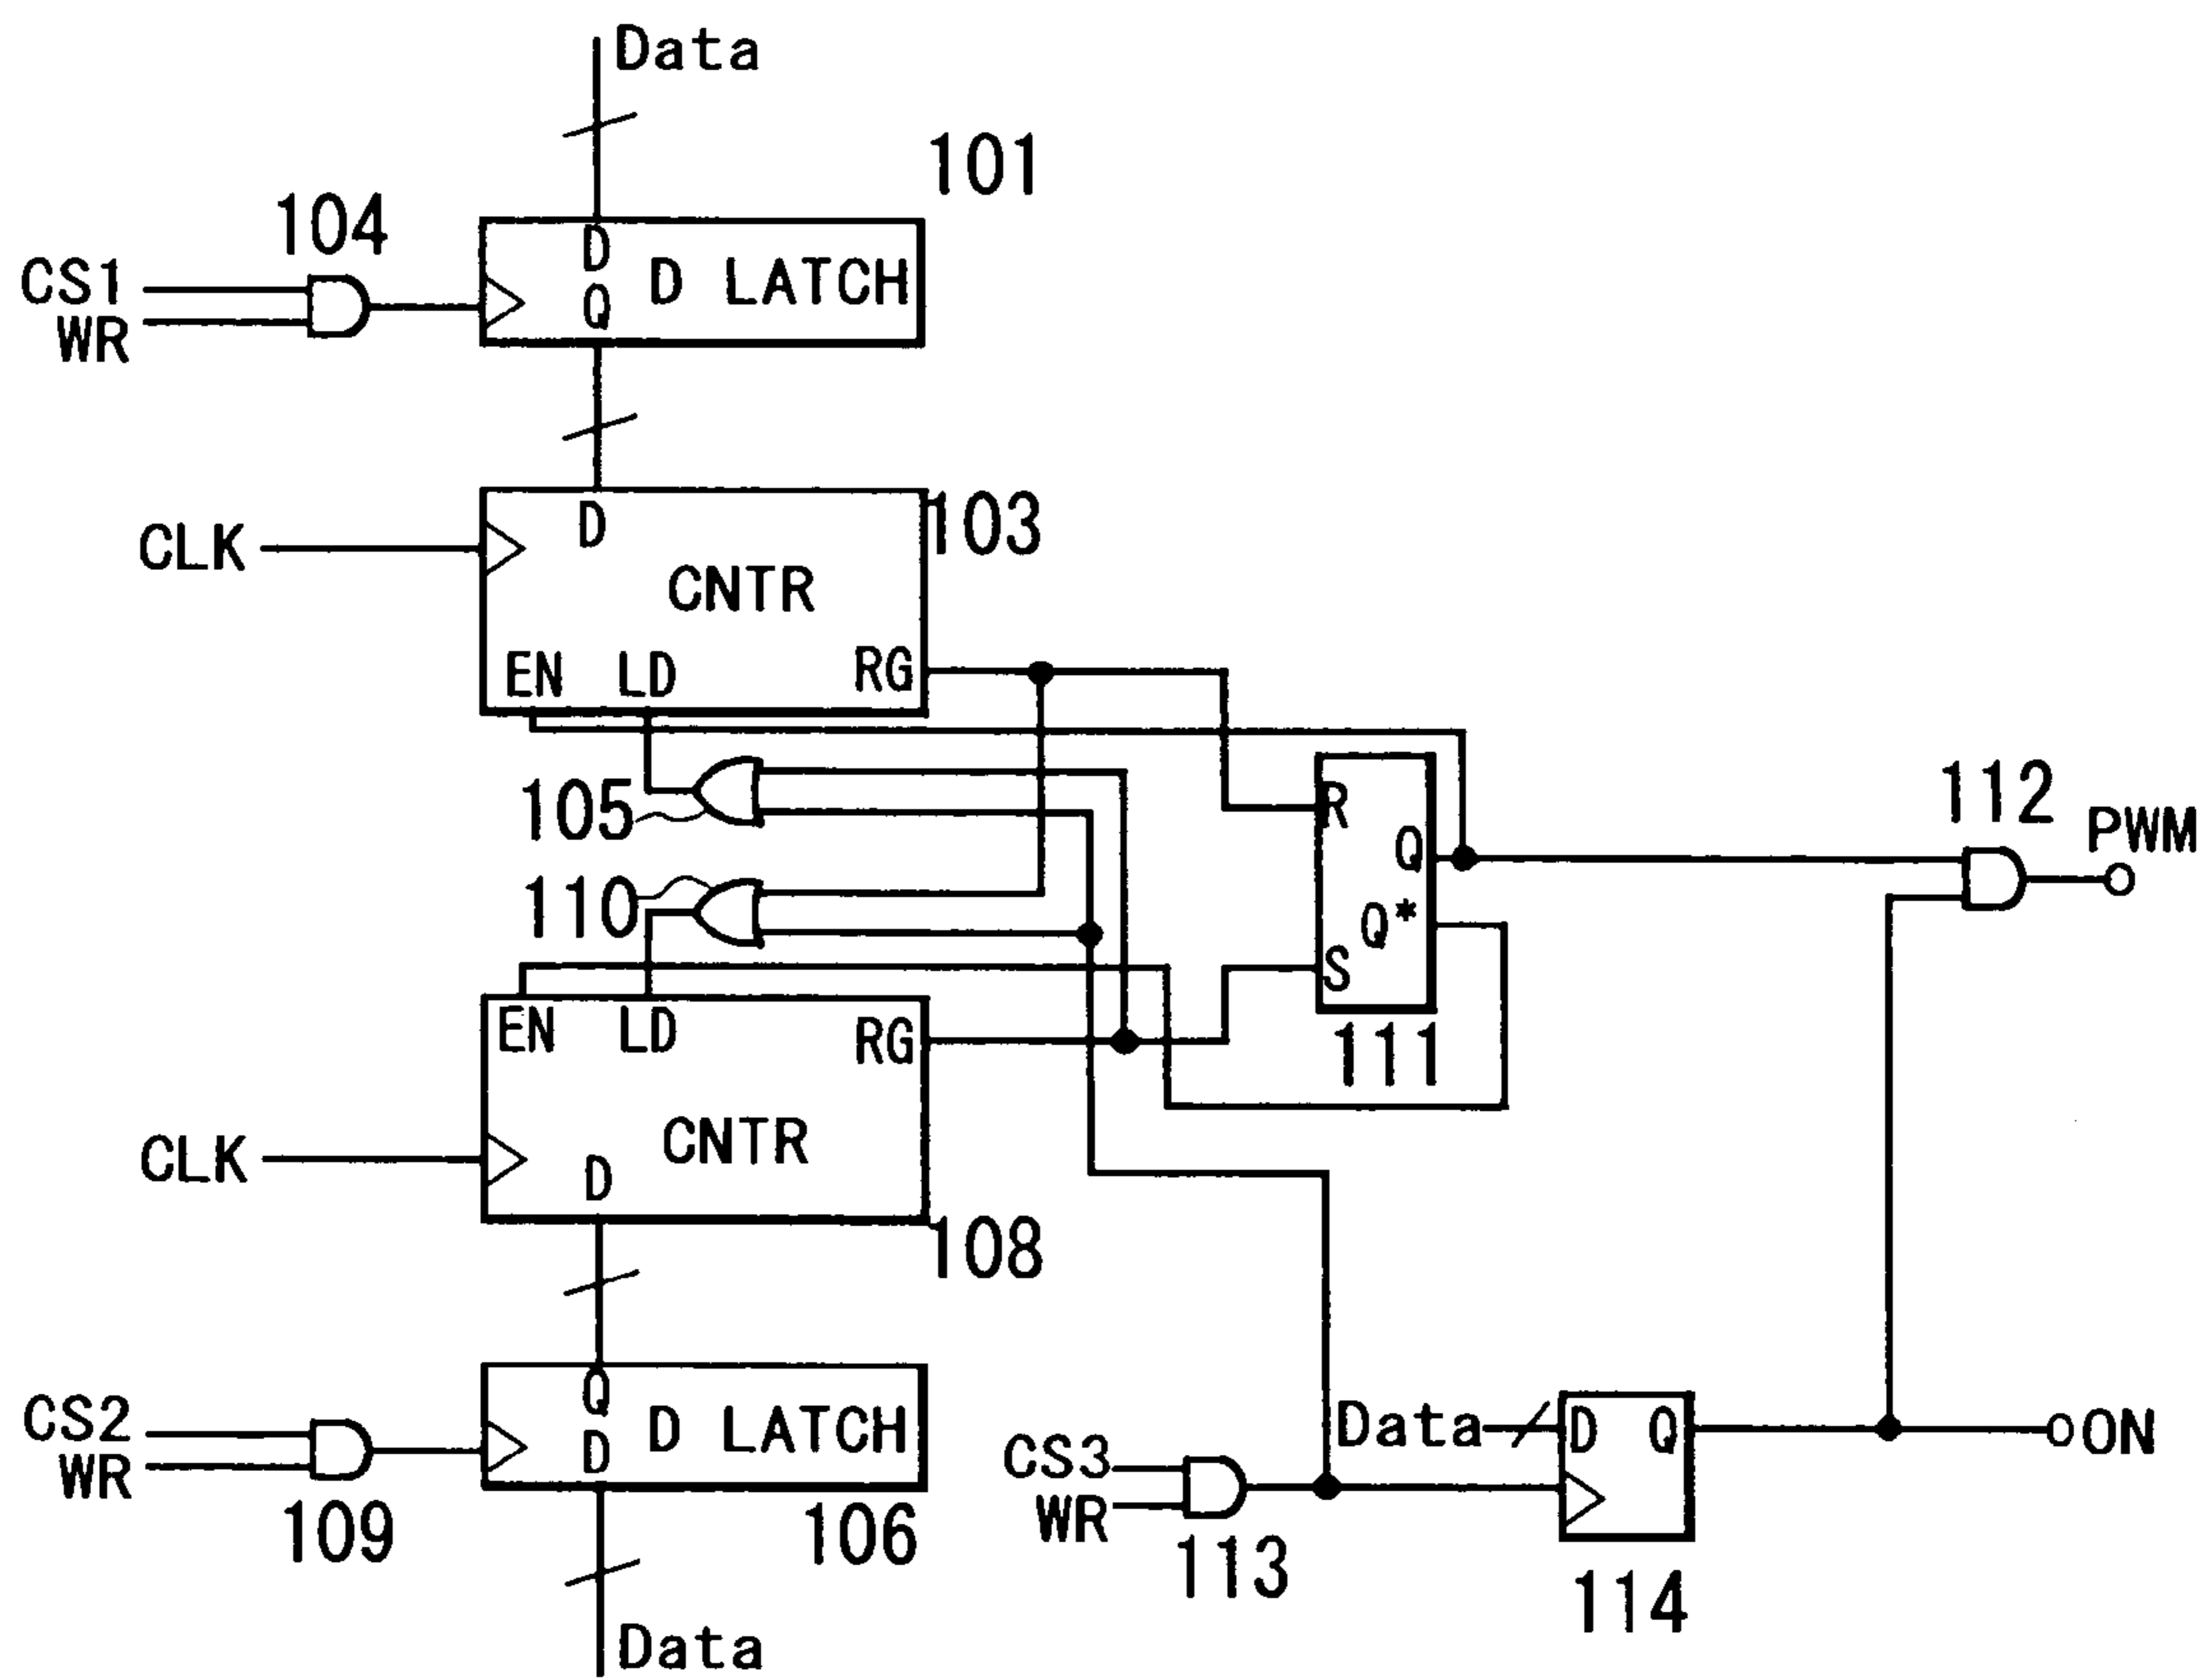 Data
101
104
CS1
WR
D
Q
D LATCH
103
CLK
D
CNTR
EN
LD
RG
105
110
R
Q
Q*
S
111
112
PWM
EN
LD
RG
CLK
CNTR
D
108
CS2
WR
109
Q
D
D LATCH
106
Data
CS3
WR
113
Data
D
Q
114
ON